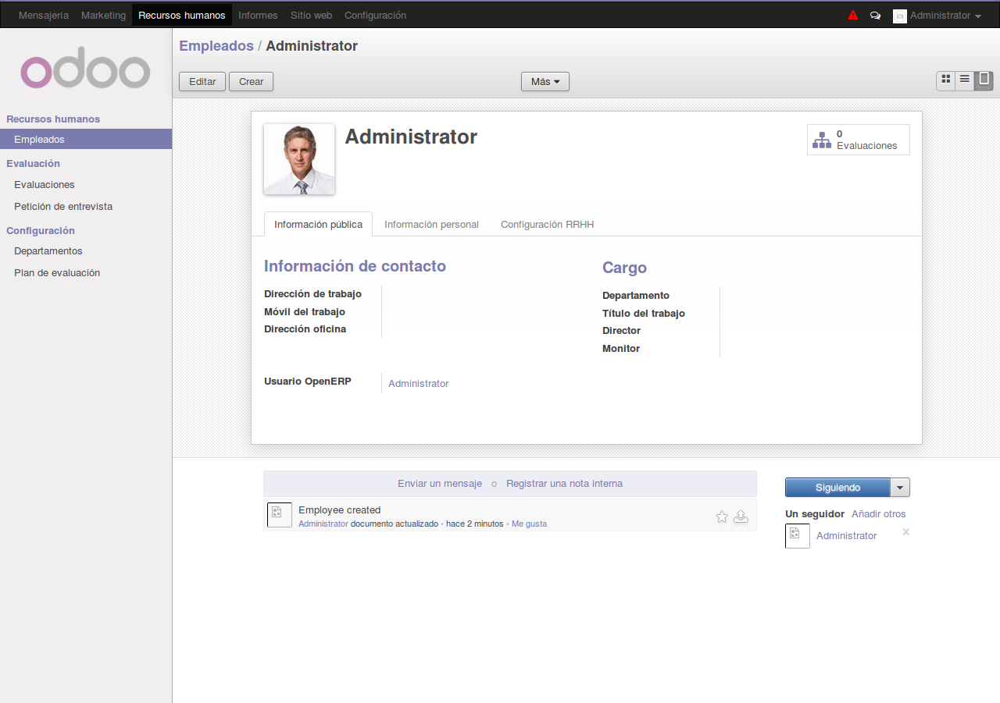 Mensajería Marketing Recursos humanos Informes Sitio web Configuración Administrator
odoo
Recursos humanos
Empleados
Evaluación
Evaluaciones
Petición de entrevista
Configuración
Departamentos
Plan de evaluación
Empleados / Administrator
Editar Crear Más
Administrator
0
Evaluaciones
Información pública Información personal Configuración RRHH
Información de contacto
Dirección de trabajo
Móvil del trabajo
Dirección oficina
Cargo
Departamento
Título del trabajo
Director
Monitor
Usuario OpenERP Administrator
Enviar un mensaje o Registrar una nota interna
Employee created
Administrator documento actualizado • hace 2 minutos • Me gusta
Siguiendo
Un seguidor Añadir otros
Administrator x